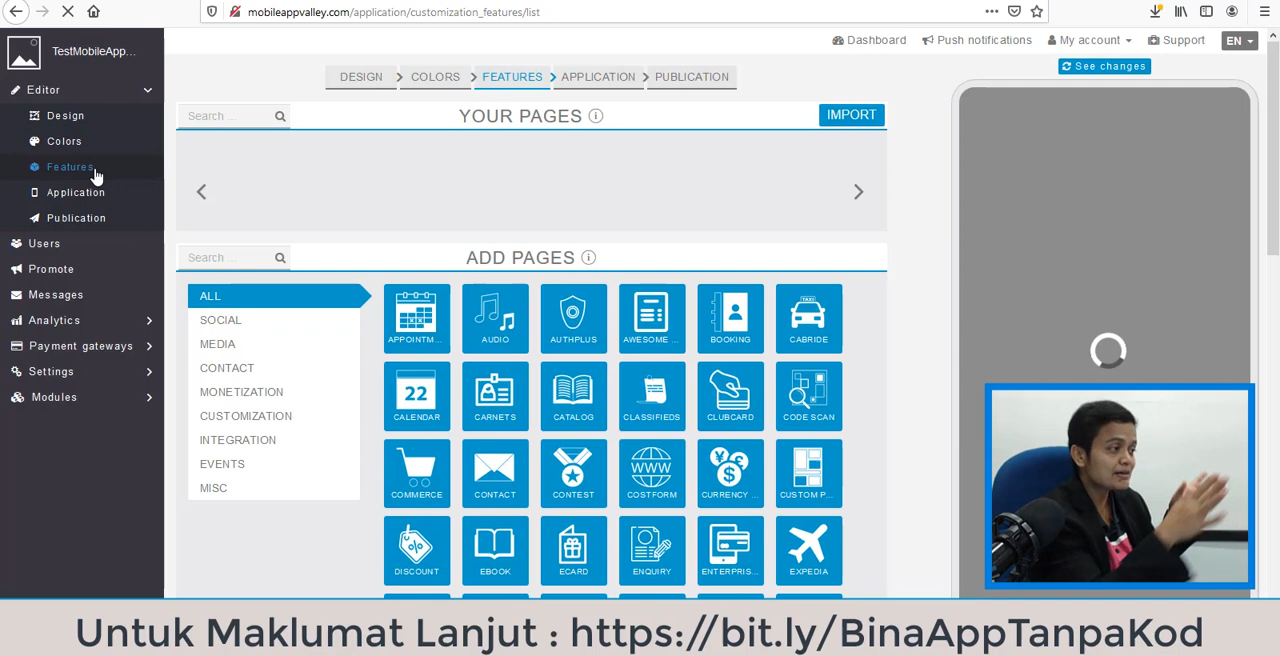 mobileappvalley.com/application/customization_features/list
TestMobileApp...
Dashboard
Push notifications
My account
Support
EN
Editor
Design
Colors
Features
Application
Publication
Users
Promote
Messages
Analytics
Payment gateways
Settings
Modules
DESIGN
COLORS
FEATURES
APPLICATION
PUBLICATION
See changes
Search ...
YOUR PAGES
IMPORT
Search ...
ADD PAGES
ALL
SOCIAL
MEDIA
CONTACT
MONETIZATION
CUSTOMIZATION
INTEGRATION
EVENTS
MISC
APPOINTM...
AUDIO
AUTHPLUS
AWESOME ...
BOOKING
TAXI
CABRIDE
22
CALENDAR
CARNETS
CATALOG
CLASSIFIEDS
CLUBCARD
CODE SCAN
COMMERCE
CONTACT
CONTEST
WWW
COSTFORM
CURRENCY ...
CUSTOM P...
DISCOUNT
EBOOK
ECARD
ENQUIRY
ENTERPRIS...
EXPEDIA
Untuk Maklumat Lanjut : https://bit.ly/BinaAppTanpaKod